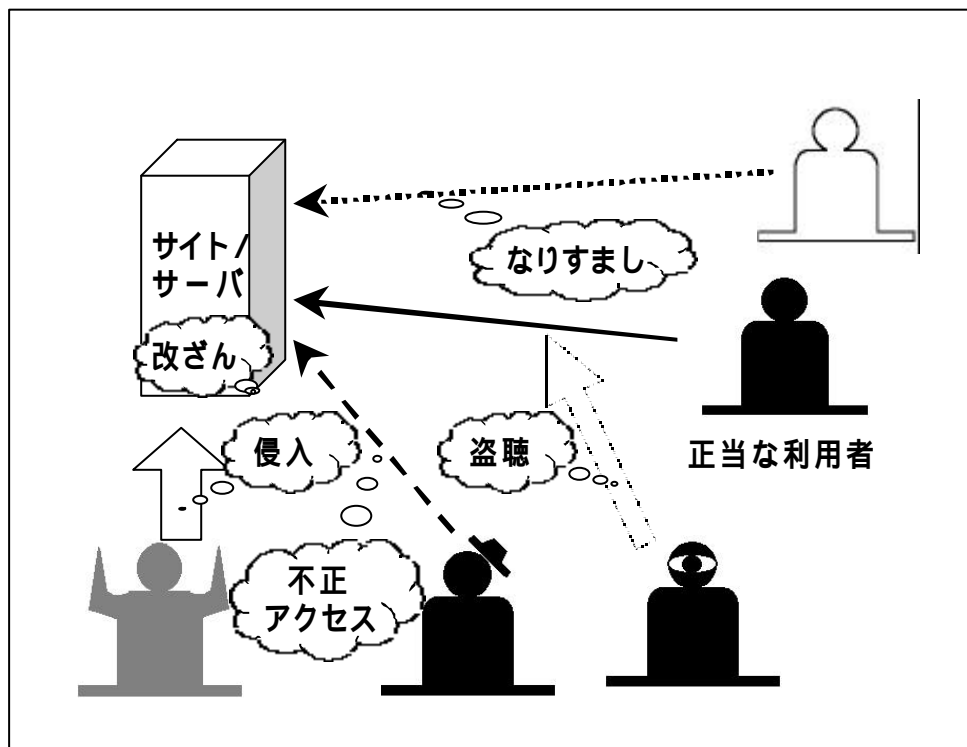 サイト/
サーバ
なりすまし
改ざん
侵入
盗聴
正当な利用者
不正
アクセス